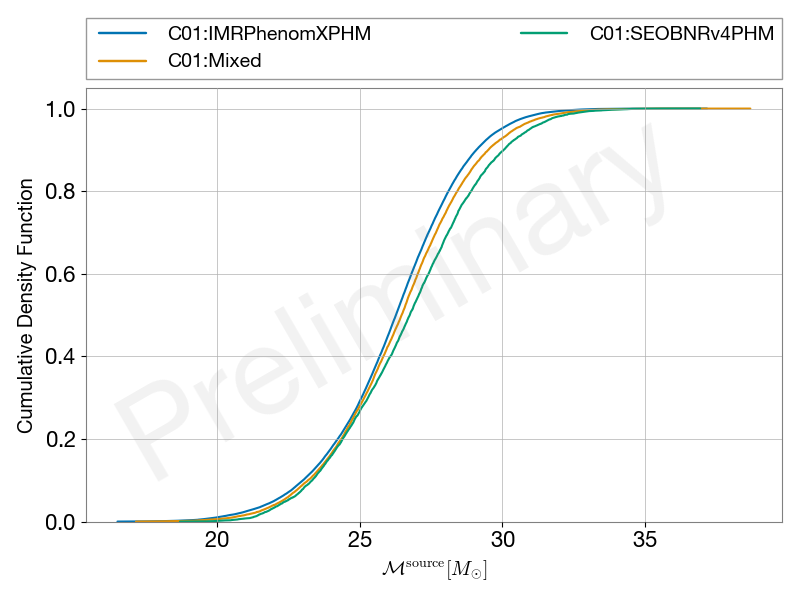 C01:IMRPhenomXPHM
C01:Mixed
C01:SEOBNRv4PHM
Preliminary
Cumulative Density Function
1.0
0.8
0.6
0.4
0.2
0.0
20 25 30 35
ℳ^source [M_⊙]